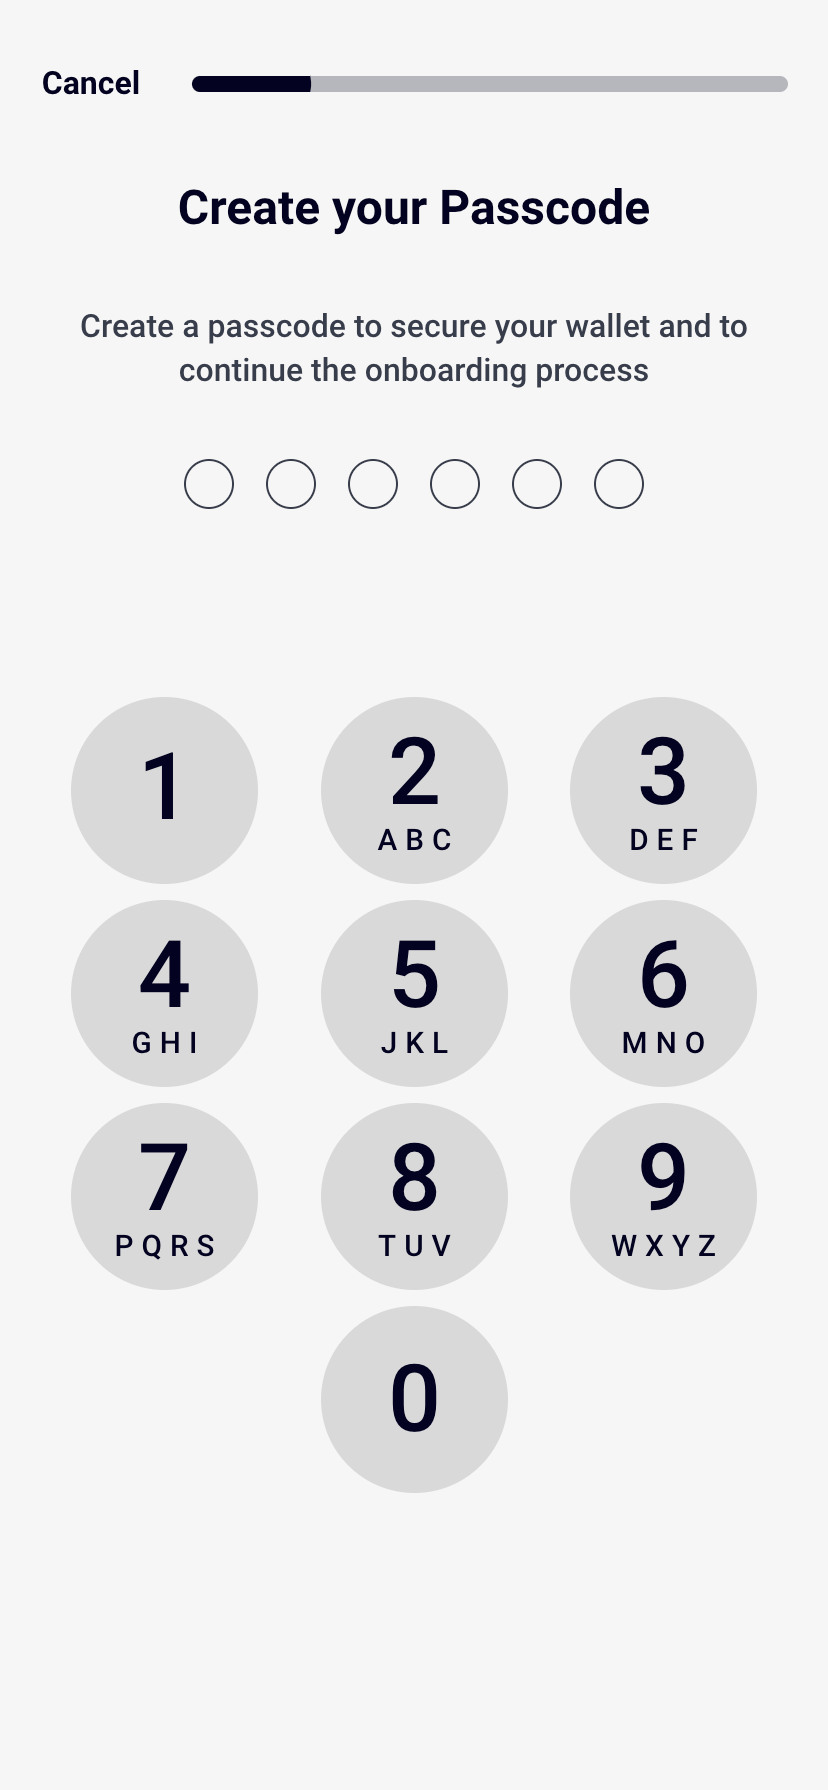 Cancel
Create your Passcode
Create a passcode to secure your wallet and to
continue the onboarding process
1
2
ABC
3
DEF
4
GHI
5
JKL
6
MNO
7
PQRS
8
TUV
9
WXYZ
0